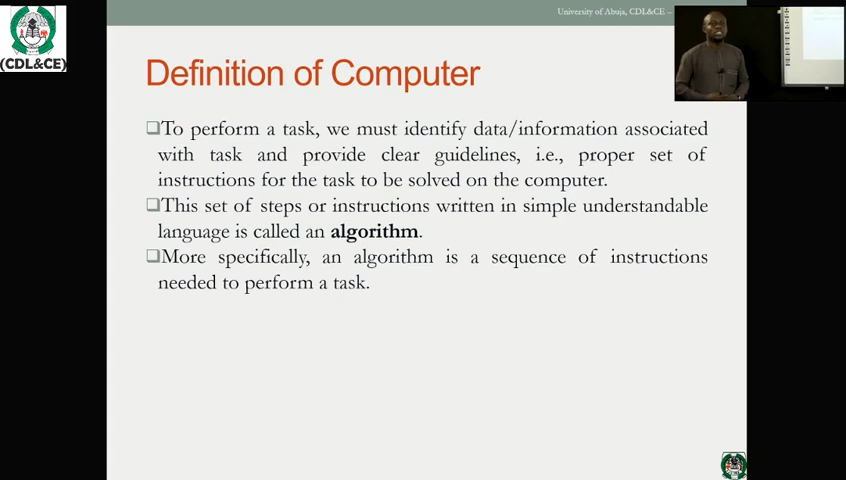 University of Abuja, CDL&CE –
(CDL&CE)
Definition of Computer
❑To perform a task, we must identify data/information associated
with task and provide clear guidelines, i.e., proper set of
instructions for the task to be solved on the computer.
❑This set of steps or instructions written in simple understandable
language is called an algorithm.
❑More specifically, an algorithm is a sequence of instructions
needed to perform a task.